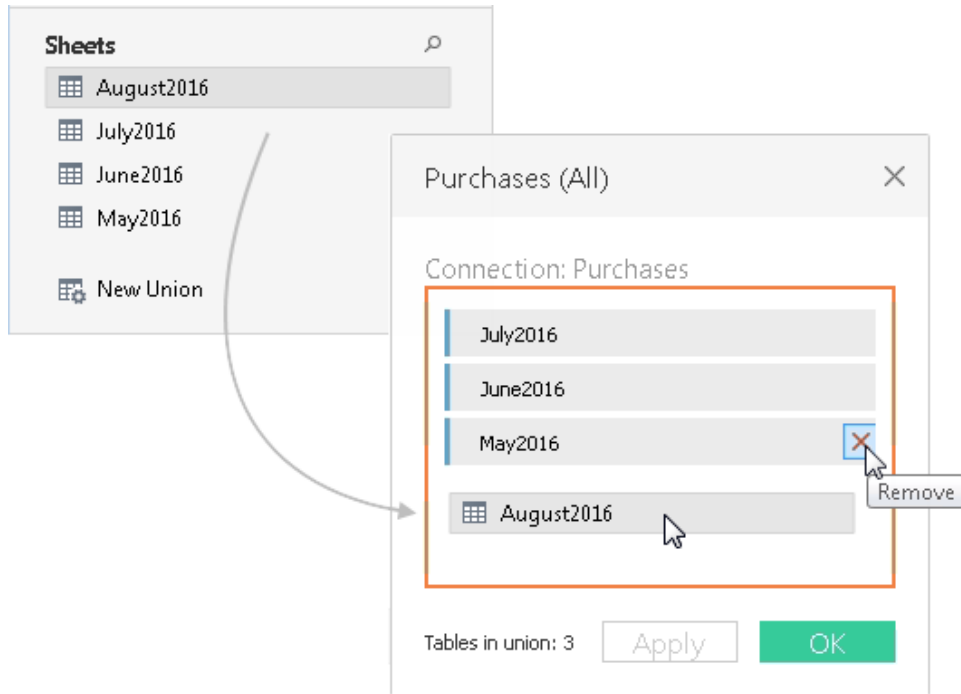 Sheets
August2016
July2016
June2016
May2016
New Union
Purchases (All)
Connection: Purchases
July2016
June2016
May2016
Remove
August2016
Tables in union: 3
Apply
OK